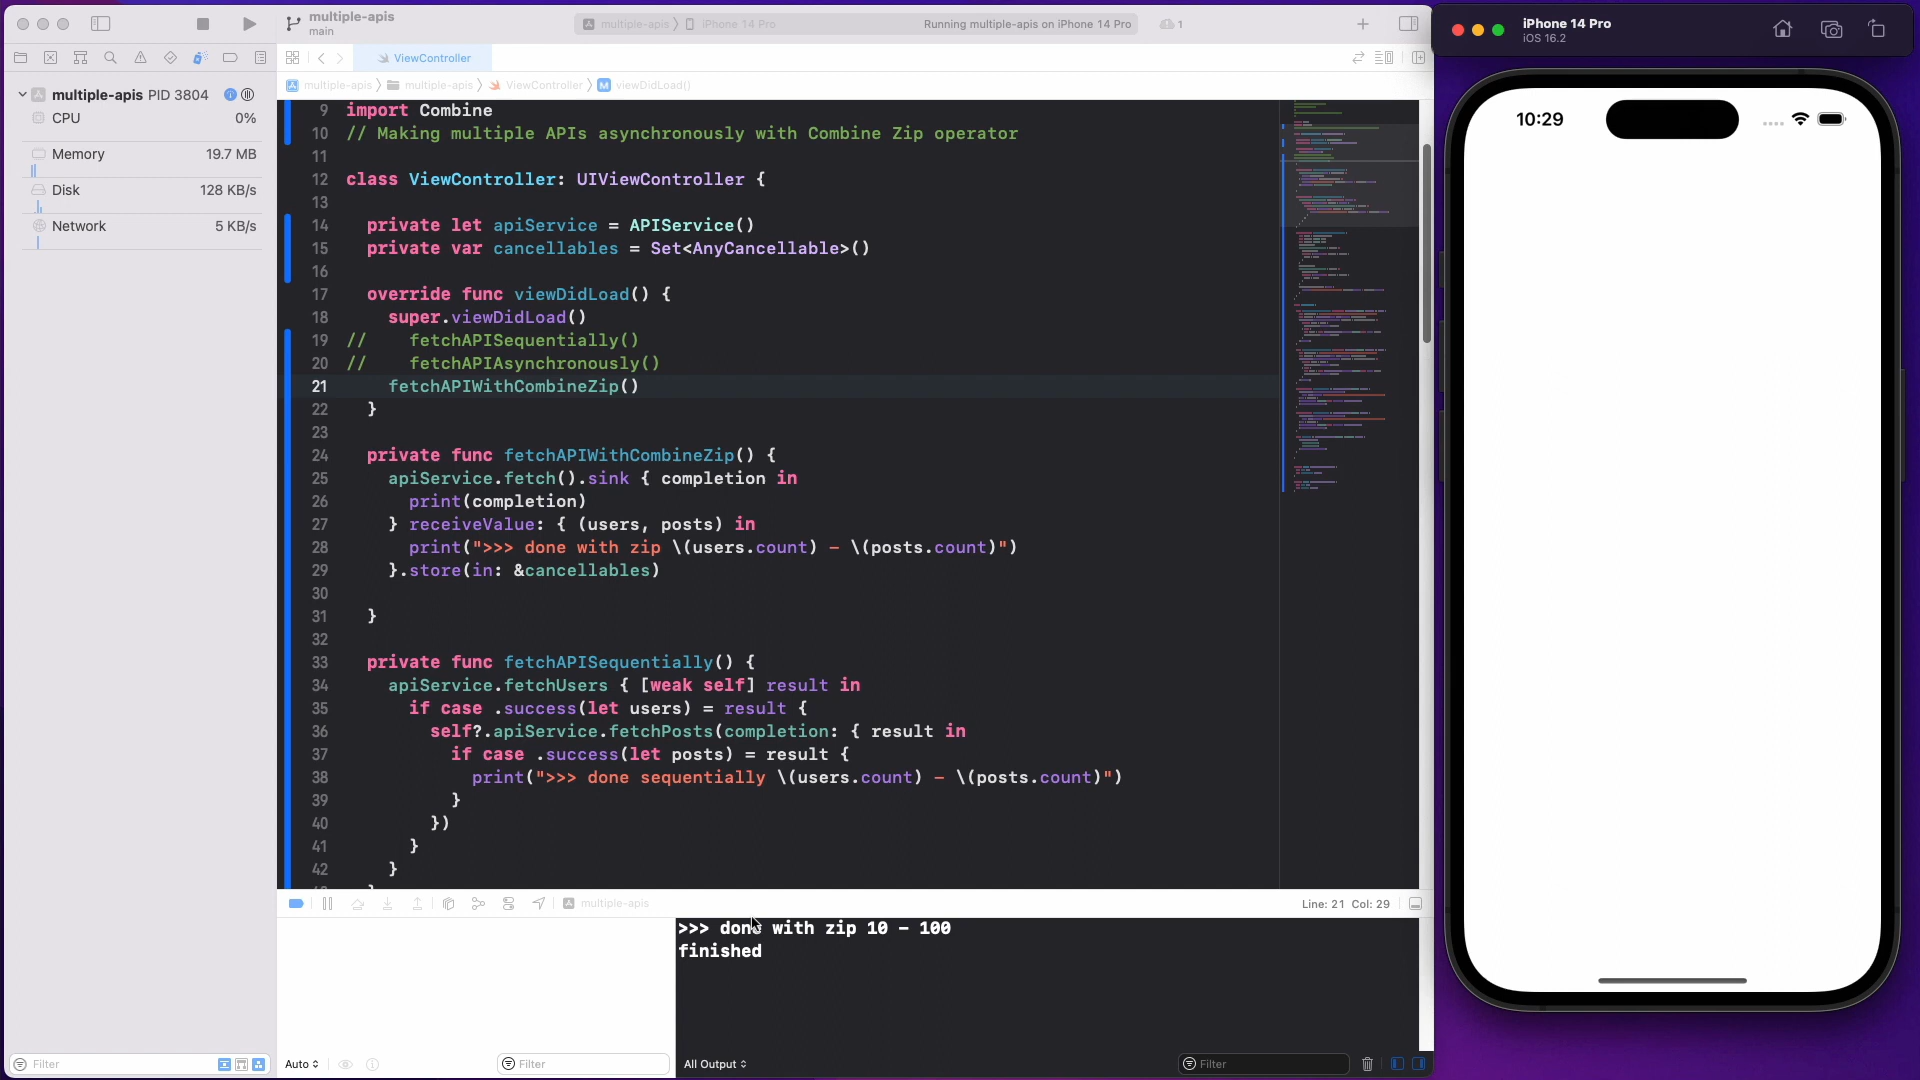 multiple-apis
main
multiple-apis 〉 iPhone 14 Pro
Running multiple-apis on iPhone 14 Pro
1
ViewController
multiple-apis 〉 multiple-apis 〉 ViewController 〉 M viewDidLoad()
multiple-apis PID 3804
CPU 0%
Memory 19.7 MB
Disk 128 KB/s
Network 5 KB/s
9 import Combine
10 // Making multiple APIs asynchronously with Combine Zip operator
11
12 class ViewController: UIViewController {
13
14 private let apiService = APIService()
15 private var cancellables = Set<AnyCancellable>()
16
17 override func viewDidLoad() {
18 super.viewDidLoad()
19 // fetchAPISequentially()
20 // fetchAPIAsynchronously()
21 fetchAPIWithCombineZip()
22 }
23
24 private func fetchAPIWithCombineZip() {
25 apiService.fetch().sink { completion in
26 print(completion)
27 } receiveValue: { (users, posts) in
28 print(">>> done with zip \(users.count) - \(posts.count)")
29 }.store(in: &cancellables)
30
31 }
32
33 private func fetchAPISequentially() {
34 apiService.fetchUsers { [weak self] result in
35 if case .success(let users) = result {
36 self?.apiService.fetchPosts(completion: { result in
37 if case .success(let posts) = result {
38 print(">>> done sequentially \(users.count) - \(posts.count)")
39 }
40 })
41 }
42 }
multiple-apis
Line: 21 Col: 29
>>> done with zip 10 - 100
finished
Filter
Auto
Filter
All Output
Filter
iPhone 14 Pro
iOS 16.2
10:29